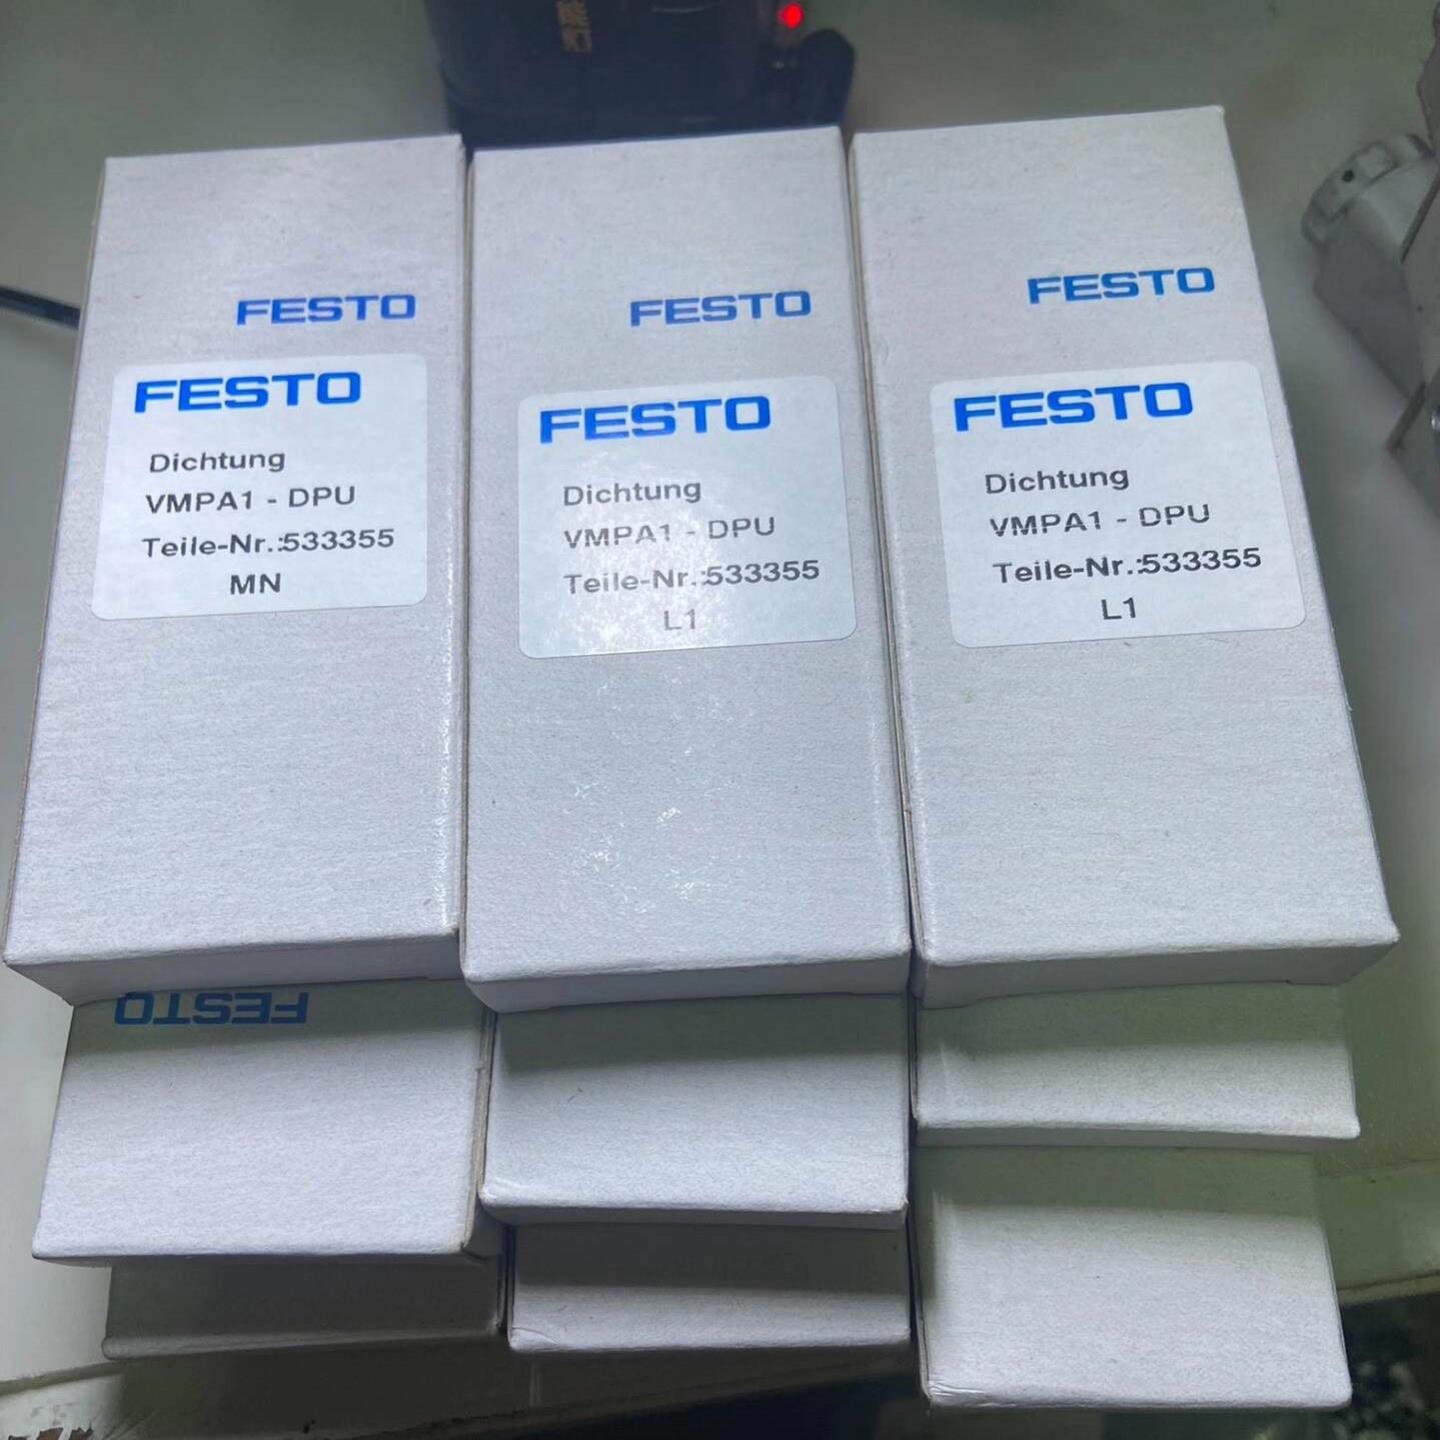 FESTO
FESTO
Dichtung
VMPA1 - DPU
Teile-Nr.:533355
MN
FESTO
FESTO
Dichtung
VMPA1 - DPU
Teile-Nr.:533355
L1
FESTO
FESTO
Dichtung
VMPA1 - DPU
Teile-Nr.:533355
L1
FESTO